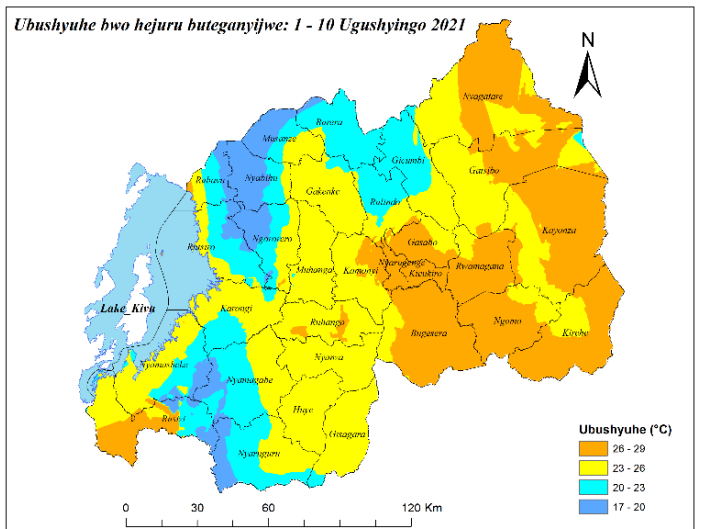 Ubushyuhe bwo hejuru buteganyijwe: 1 - 10 Ugushyingo 2021
N
Nyagatare
Burera
Musanze
Gicumbi
Nyabihu
Rubavu
Gatsibo
Gakenke
Rulindo
Ngororero
Kayonza
Rutsiro
Gasabo
Muhanga
Kamonyi
Nyarugenge
Rwamagana
Kicukiro
Lake_Kivu
Karongi
Ruhango
Bugesera
Ngoma
Kirehe
Nyamasheke
Nyanza
Nyamagabe
Huye
Rusizi
Gisagara
Nyaruguru
Ubushyuhe (°C)
26 - 29
23 - 26
20 - 23
17 - 20
0 30 60 120 Km